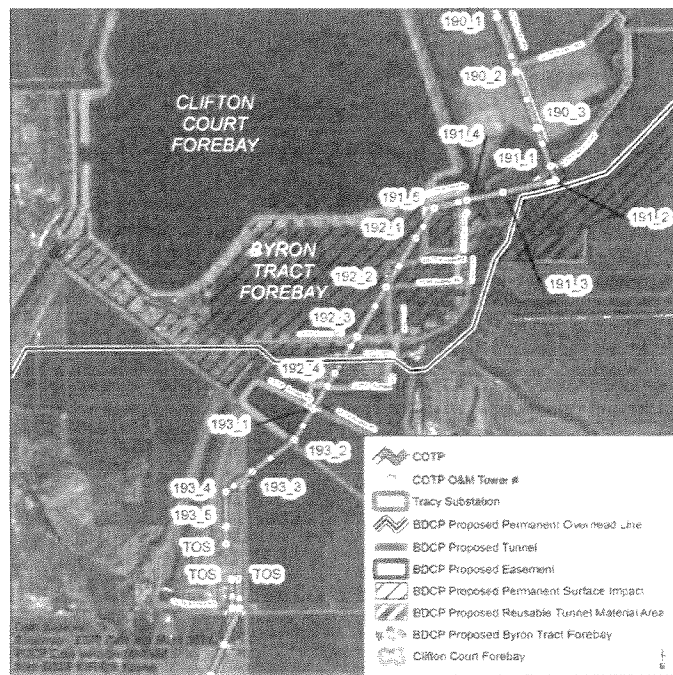 190_1
CLIFTON
COURT
FOREBAY
190_2
190_3
191_4
191_1
191_5
191_2
192_1
BYRON
TRACT
FOREBAY
192_2
191_3
192_3
192_4
193_1
193_2
193_3
193_4
193_5
TOS
TOS
TOS
COTP
COTP O&M Tower #
Tracy Substation
BDCP Proposed Permanent Overhead Line
BDCP Proposed Tunnel
BDCP Proposed Easement
BDCP Proposed Permanent Surface Impact
BDCP Proposed Reusable Tunnel Material Area
BDCP Proposed Byron Tract Forebay
Clifton Court Forebay